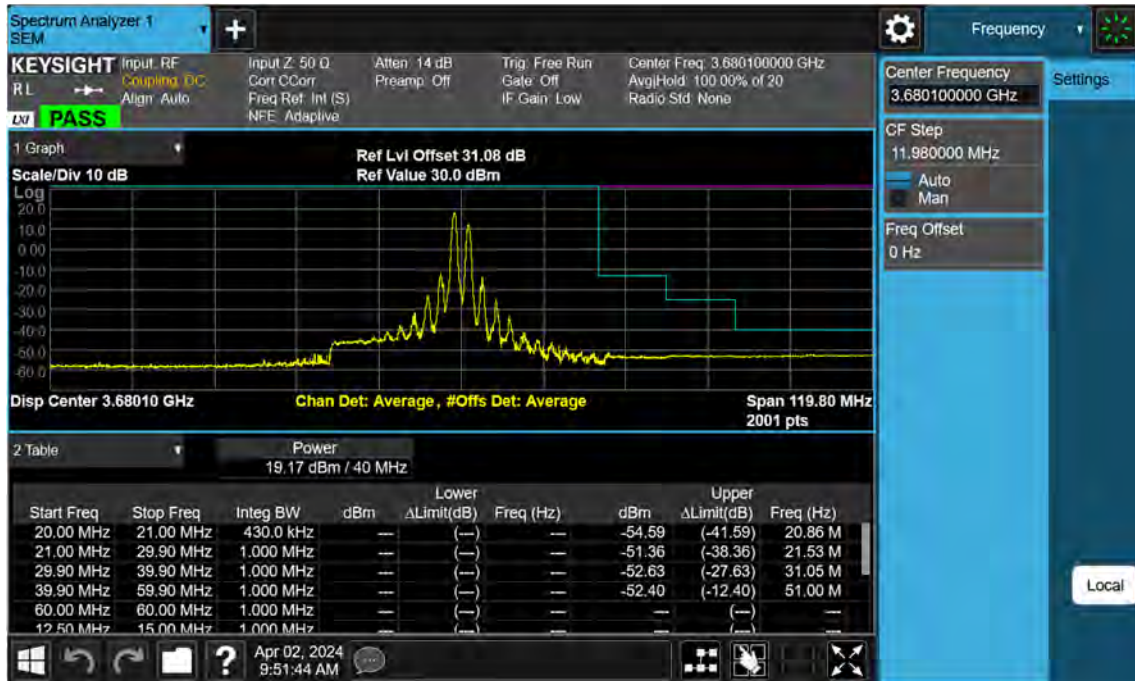 Spectrum Analyzer 1
SEM
Frequency
KEYSIGHT
R L
LXI PASS
Input: RF
Coupling: DC
Align: Auto
Input Z: 50 Ω
Corr CCorr
Freq Ref: Int (S)
NFE: Adaptive
Atten: 14 dB
Preamp: Off
Trig: Free Run
Gate: Off
IF Gain: Low
Center Freq: 3.680100000 GHz
Avg|Hold: 100.00% of 20
Radio Std: None
Center Frequency
3.680100000 GHz
Settings
CF Step
11.980000 MHz
Auto
Man
Freq Offset
0 Hz
Local
1 Graph
Scale/Div 10 dB
Ref Lvl Offset 31.08 dB
Ref Value 30.0 dBm
Log
20.0
10.0
0.00
-10.0
-20.0
-30.0
-40.0
-50.0
-60.0
Disp Center 3.68010 GHz
Chan Det: Average, #Offs Det: Average
Span 119.80 MHz
2001 pts
2 Table
Power
19.17 dBm / 40 MHz
Lower Upper
Start Freq Stop Freq Integ BW dBm ΔLimit(dB) Freq (Hz) dBm ΔLimit(dB) Freq (Hz)
20.00 MHz 21.00 MHz 430.0 kHz --- (---) --- -54.59 (-41.59) 20.86 M
21.00 MHz 29.90 MHz 1.000 MHz --- (---) --- -51.36 (-38.36) 21.53 M
29.90 MHz 39.90 MHz 1.000 MHz --- (---) --- -52.63 (-27.63) 31.05 M
39.90 MHz 59.90 MHz 1.000 MHz --- (---) --- -52.40 (-12.40) 51.00 M
60.00 MHz 60.00 MHz 1.000 MHz --- (---) --- --- (---) ---
12.50 MHz 15.00 MHz 1.000 MHz --- (---) --- --- (---) ---
?
Apr 02, 2024
9:51:44 AM